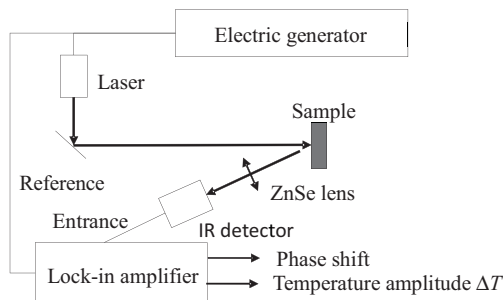 Electric generator
Laser
Sample
Reference
ZnSe lens
Entrance
IR detector
Phase shift
Lock-in amplifier
Temperature amplitude ΔT